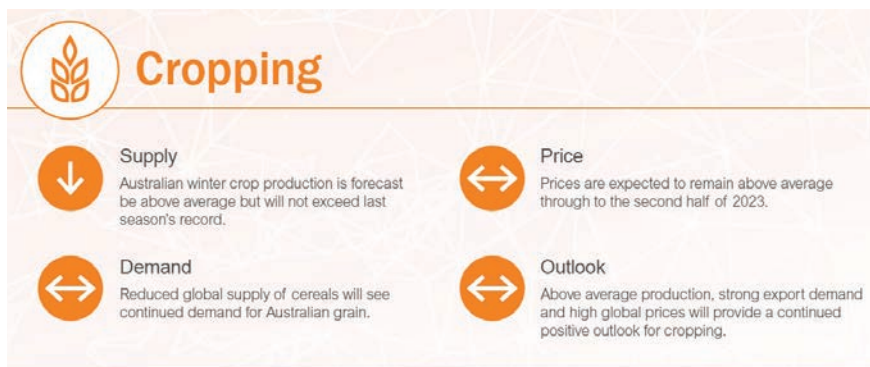 Cropping
Supply
Australian winter crop production is forecast
be above average but will not exceed last
season's record.
Price
Prices are expected to remain above average
through to the second half of 2023.
Demand
Reduced global supply of cereals will see
continued demand for Australian grain.
Outlook
Above average production, strong export demand
and high global prices will provide a continued
positive outlook for cropping.